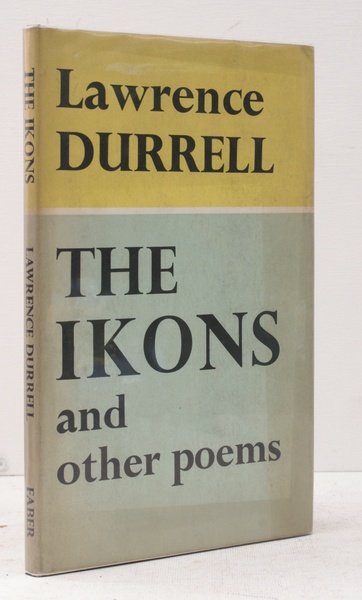 Lawrence
DURRELL
THE
IKONS
and
other poems
THE IKONS
LAWRENCE DURRELL
FABER